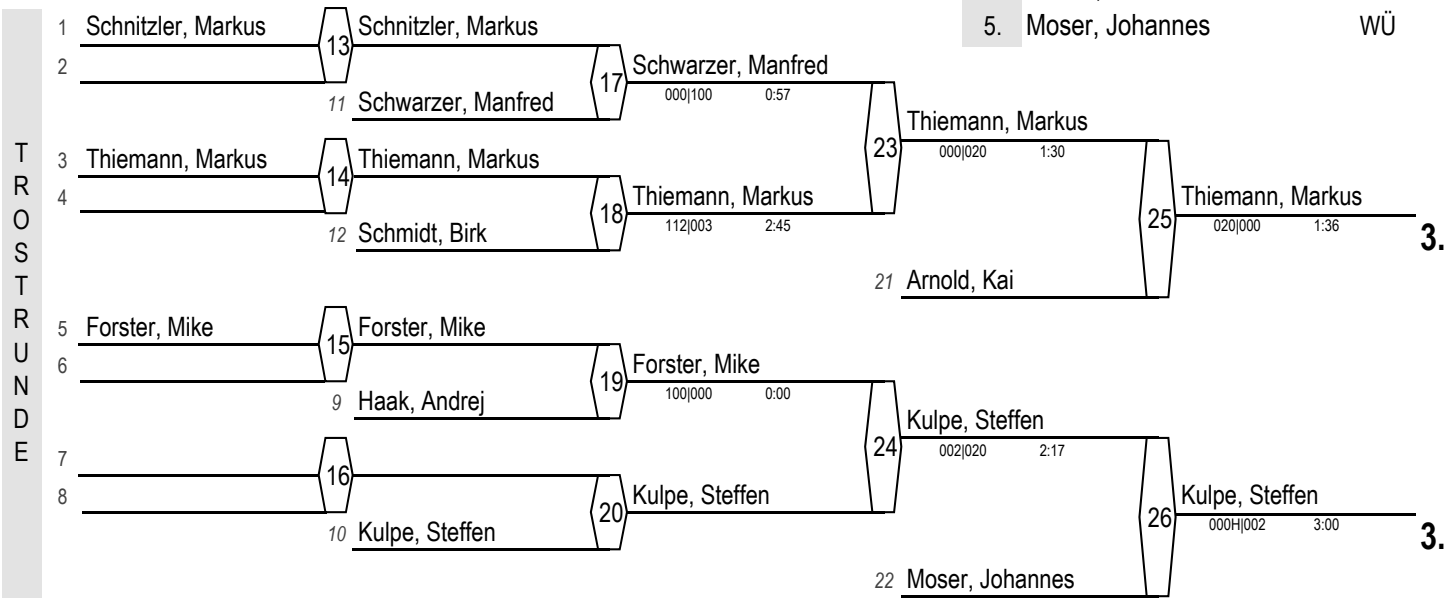 5. Moser, Johannes WÜ
TROSTRUNDE
1 Schnitzler, Markus 13 Schnitzler, Markus
2
17 Schwarzer, Manfred
000|100 0:57
11 Schwarzer, Manfred
23 Thiemann, Markus
000|020 1:30
3 Thiemann, Markus 14 Thiemann, Markus
4
18 Thiemann, Markus
112|003 2:45
12 Schmidt, Birk
25 Thiemann, Markus
020|000 1:36
3.
21 Arnold, Kai
5 Forster, Mike 15 Forster, Mike
6
19 Forster, Mike
100|000 0:00
9 Haak, Andrej
24 Kulpe, Steffen
002|020 2:17
7
16
8
20 Kulpe, Steffen
10 Kulpe, Steffen
26 Kulpe, Steffen
000H|002 3:00
3.
22 Moser, Johannes